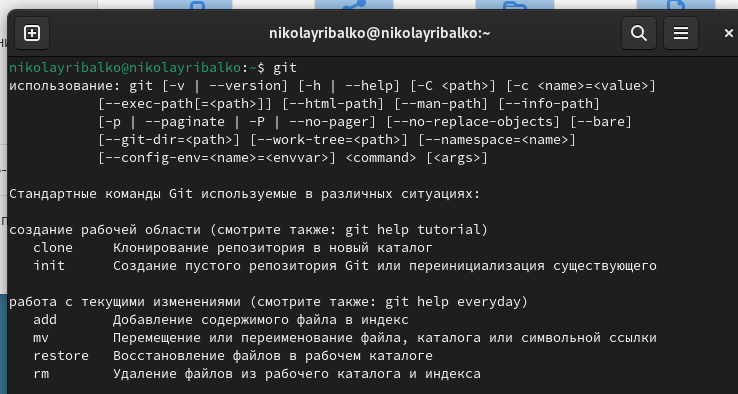 nikolayribalko@nikolayribalko:~
nikolayribalko@nikolayribalko:~$ git
использование: git [-v | --version] [-h | --help] [-C <path>] [-c <name>=<value>]
[--exec-path[=<path>]] [--html-path] [--man-path] [--info-path]
[-p | --paginate | -P | --no-pager] [--no-replace-objects] [--bare]
[--git-dir=<path>] [--work-tree=<path>] [--namespace=<name>]
[--config-env=<name>=<envvar>] <command> [<args>]
Стандартные команды Git используемые в различных ситуациях:
создание рабочей области (смотрите также: git help tutorial)
clone Клонирование репозитория в новый каталог
init Создание пустого репозитория Git или переинициализация существующего
работа с текущими изменениями (смотрите также: git help everyday)
add Добавление содержимого файла в индекс
mv Перемещение или переименование файла, каталога или символьной ссылки
restore Восстановление файлов в рабочем каталоге
rm Удаление файлов из рабочего каталога и индекса